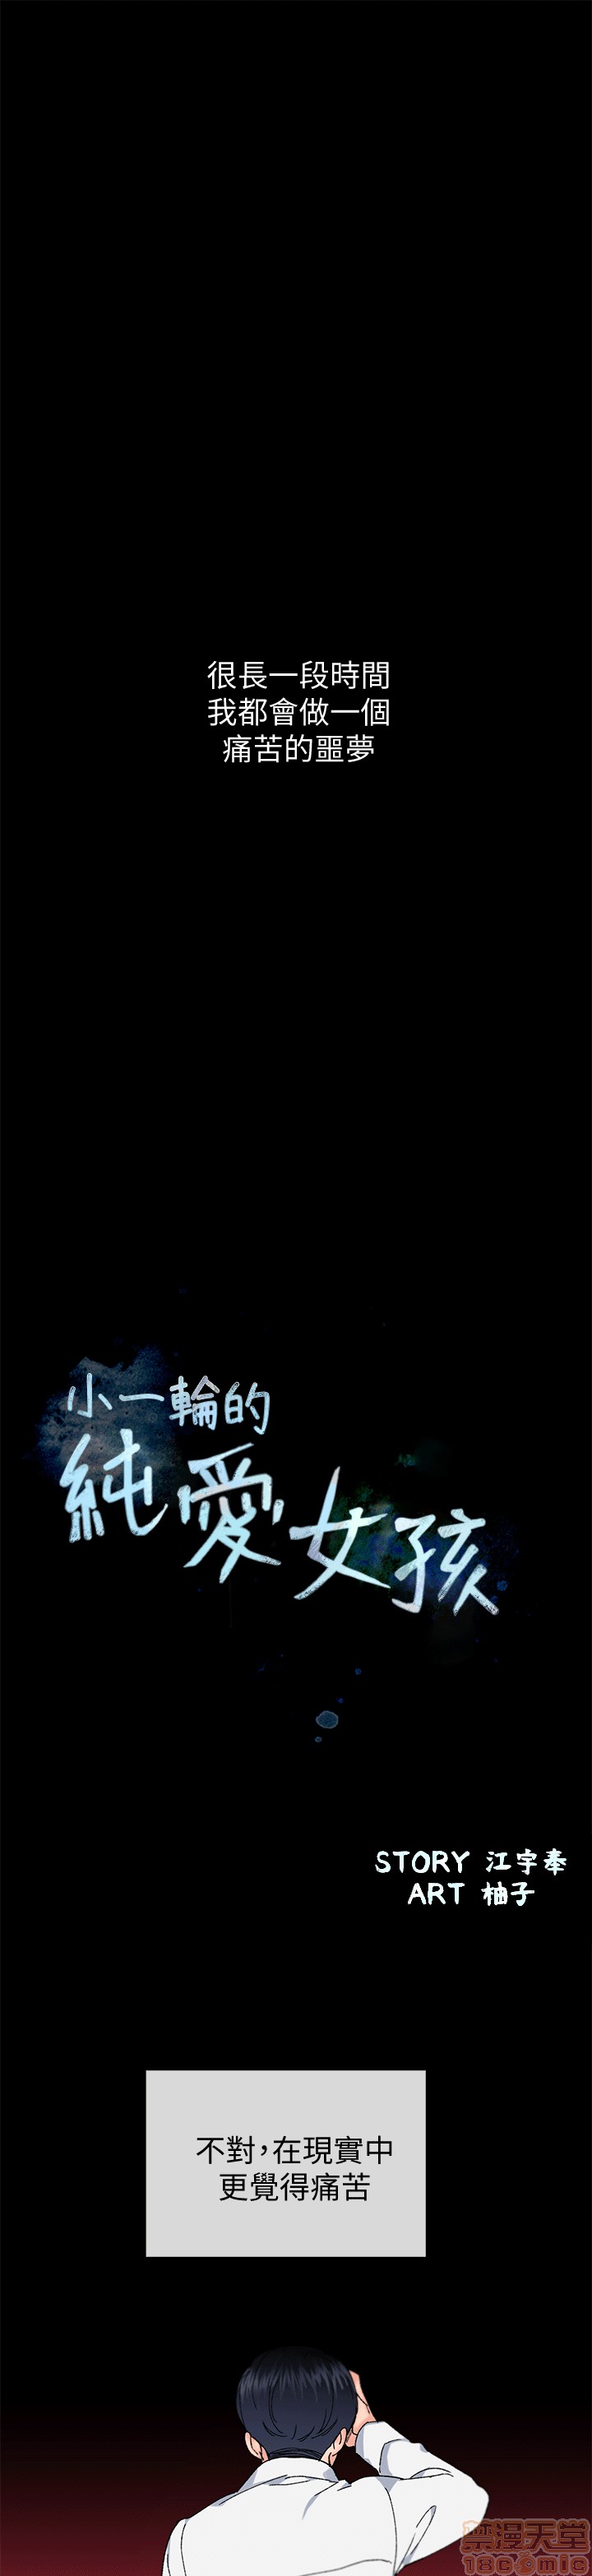 很長一段時間
我都會做一個
痛苦的噩夢
小一輪的
純愛女孩
STORY 江宇奉
ART 柚子
不對,在現實中
更覺得痛苦
禁漫天堂
18comic